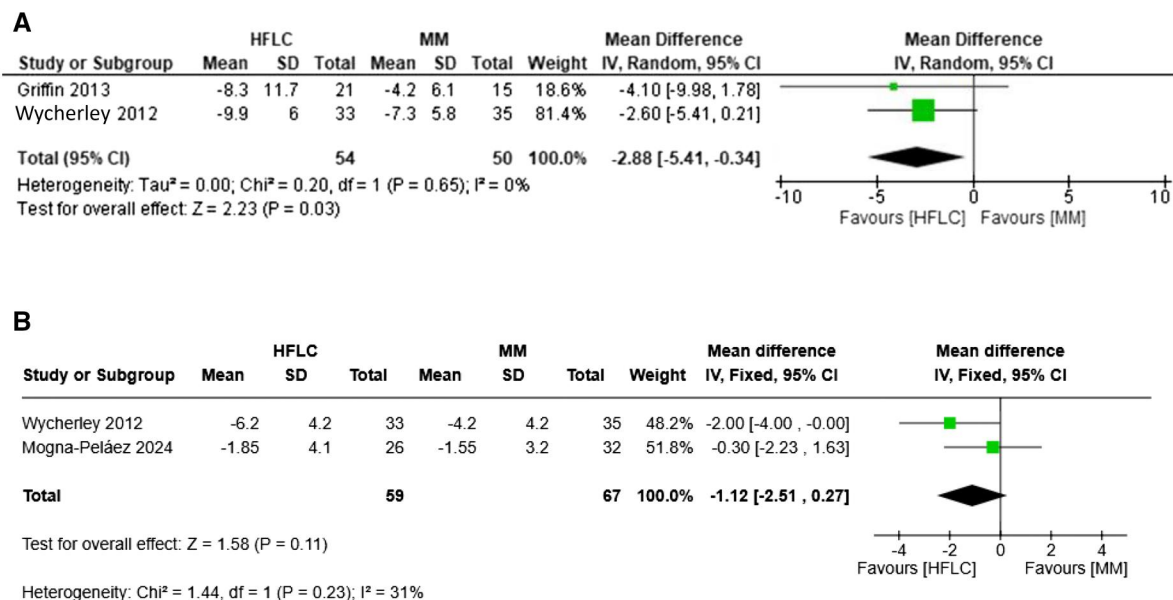 A
HFLC MM Mean Difference Mean Difference
Study or Subgroup Mean SD Total Mean SD Total Weight IV, Random, 95% CI IV, Random, 95% CI
Griffin 2013 -8.3 11.7 21 -4.2 6.1 15 18.6% -4.10 [-9.98, 1.78]
Wycherley 2012 -9.9 6 33 -7.3 5.8 35 81.4% -2.60 [-5.41, 0.21]
Total (95% CI) 54 50 100.0% -2.88 [-5.41, -0.34]
Heterogeneity: Tau² = 0.00; Chi² = 0.20, df = 1 (P = 0.65); I² = 0%
Test for overall effect: Z = 2.23 (P = 0.03)
-10 -5 0 5 10
Favours [HFLC] Favours [MM]
B
HFLC MM Mean difference Mean difference
Study or Subgroup Mean SD Total Mean SD Total Weight IV, Fixed, 95% CI IV, Fixed, 95% CI
Wycherley 2012 -6.2 4.2 33 -4.2 4.2 35 48.2% -2.00 [-4.00 , -0.00]
Mogna-Peláez 2024 -1.85 4.1 26 -1.55 3.2 32 51.8% -0.30 [-2.23 , 1.63]
Total 59 67 100.0% -1.12 [-2.51 , 0.27]
Test for overall effect: Z = 1.58 (P = 0.11)
-4 -2 0 2 4
Favours [HFLC] Favours [MM]
Heterogeneity: Chi² = 1.44, df = 1 (P = 0.23); I² = 31%